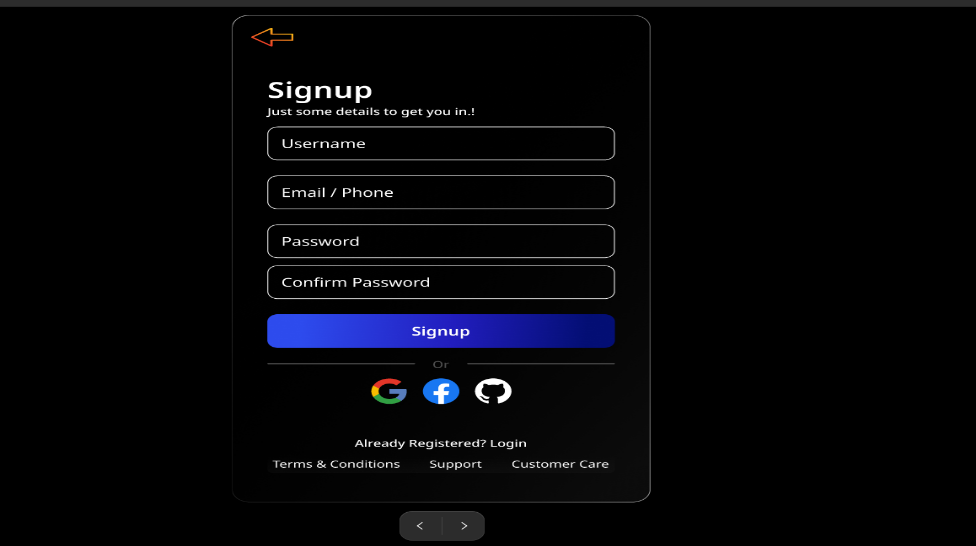 Signup
Just some details to get you in.!
Username
Email / Phone
Password
Confirm Password
Signup
Or
Already Registered? Login
Terms & Conditions Support Customer Care